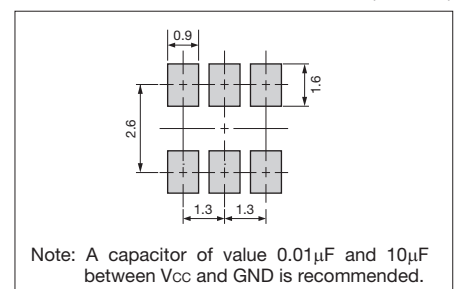 0.9
1.6
2.6
1.3 1.3
Note: A capacitor of value 0.01µF and 10µF
between Vcc and GND is recommended.